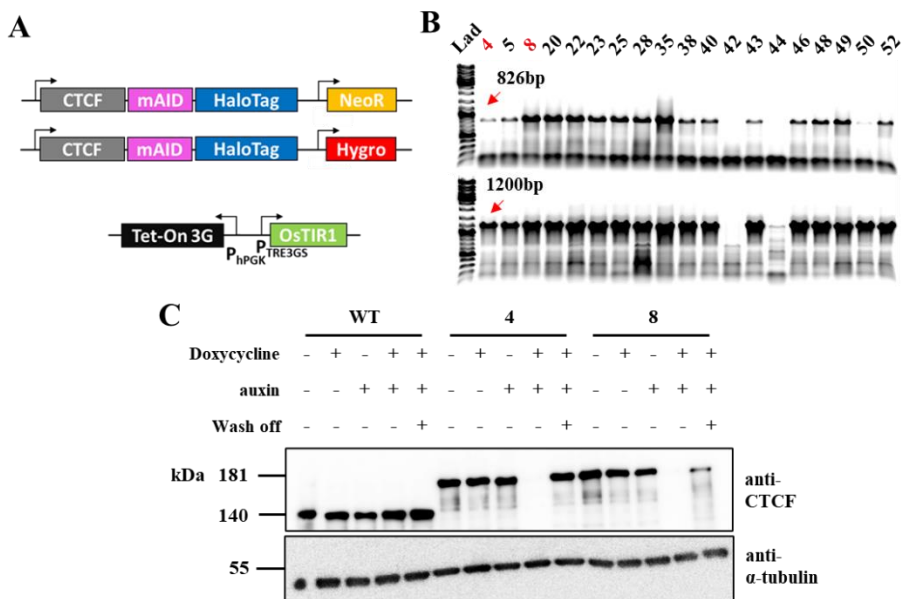 A
CTCF mAID HaloTag NeoR
CTCF mAID HaloTag Hygro
Tet-On 3G OsTIR1
PhPGK PTRE3GS
B
Lad 4 5 8 20 22 23 25 28 35 38 40 42 43 44 46 48 49 50 52
826bp
1200bp
C
WT 4 8
Doxycycline - + - + + - + - + + - + - + +
auxin - - + + + - - + + + - - + + +
Wash off - - - - + - - - - + - - - - +
kDa 181
140
anti-
CTCF
55
anti-
α-tubulin